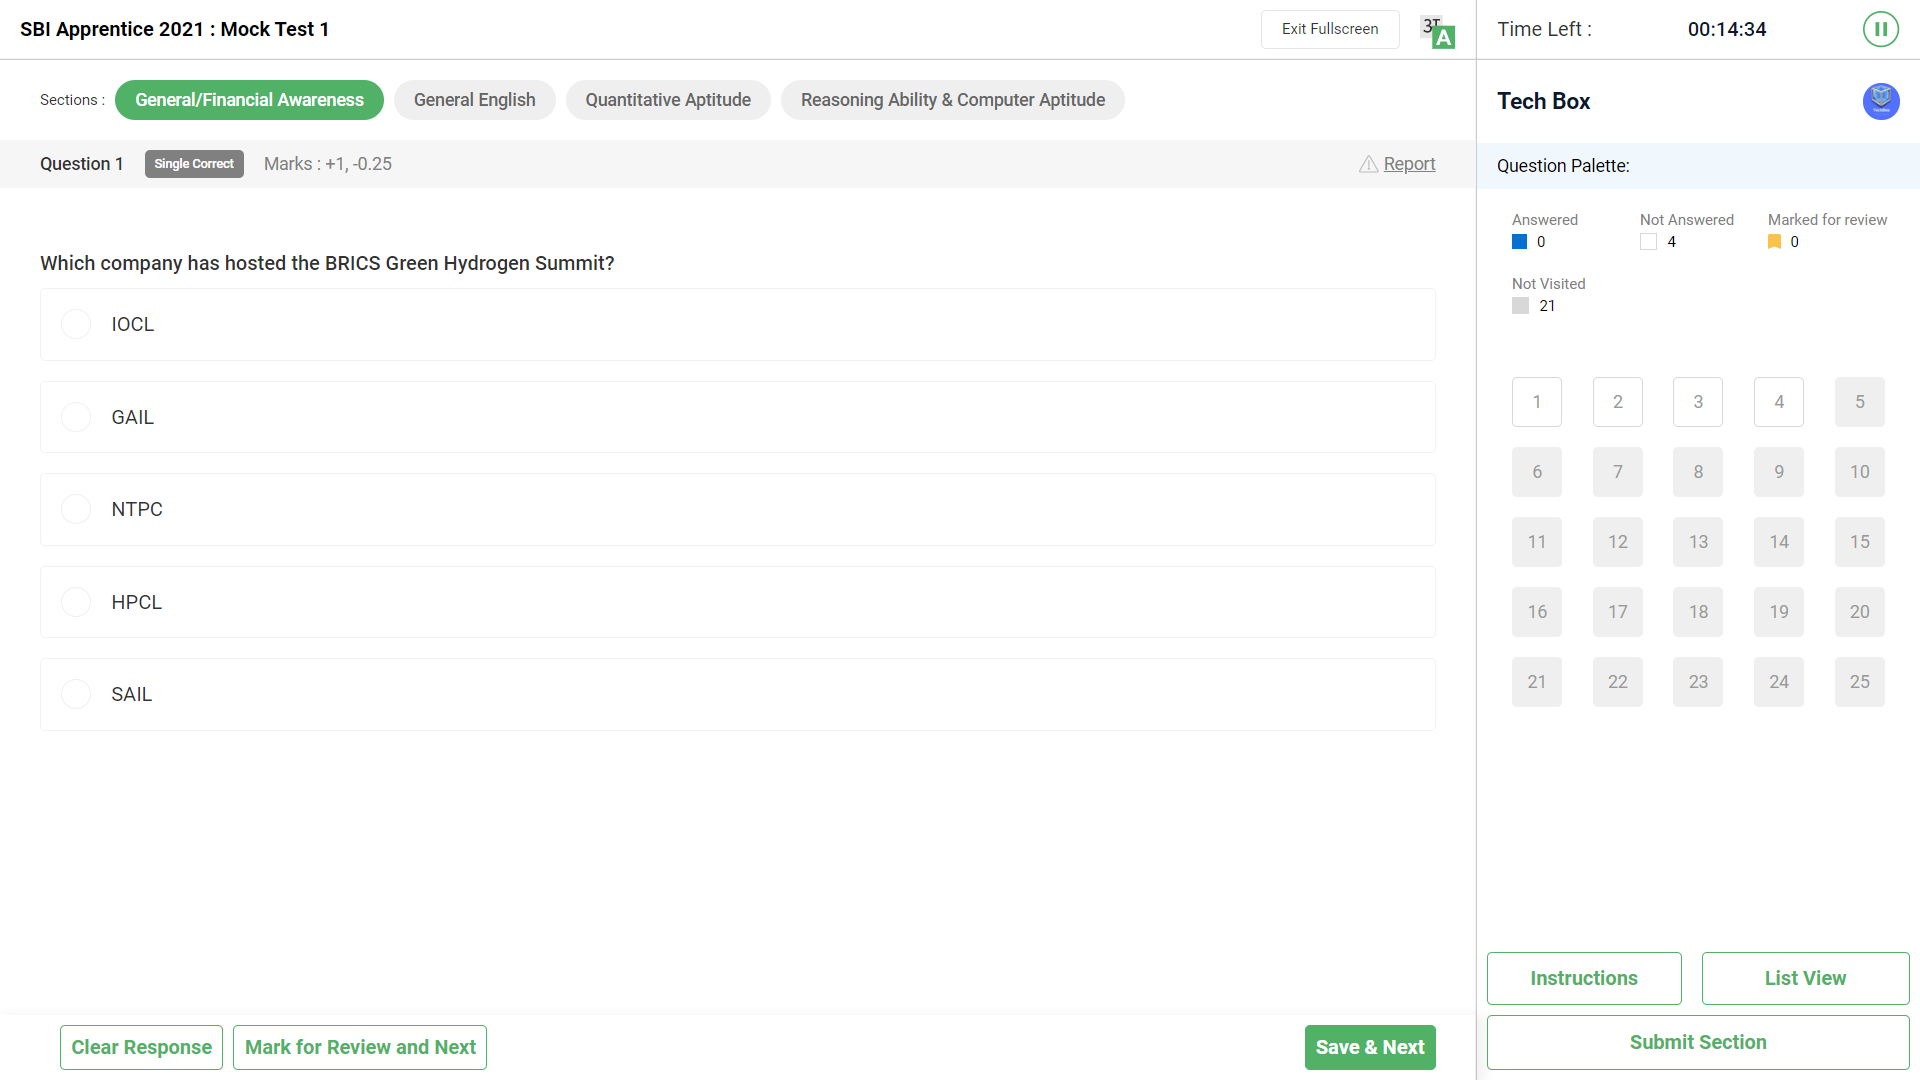 SBI Apprentice 2021 : Mock Test 1
Exit Fullscreen
A
Time Left :
00:14:34
Sections :
General/Financial Awareness
General English
Quantitative Aptitude
Reasoning Ability & Computer Aptitude
Tech Box
Question 1
Single Correct
Marks : +1, -0.25
Report
Question Palette:
Which company has hosted the BRICS Green Hydrogen Summit?
IOCL
GAIL
NTPC
HPCL
SAIL
Answered
0
Not Answered
4
Marked for review
0
Not Visited
21
1 2 3 4 5
6 7 8 9 10
11 12 13 14 15
16 17 18 19 20
21 22 23 24 25
Instructions
List View
Clear Response
Mark for Review and Next
Save & Next
Submit Section